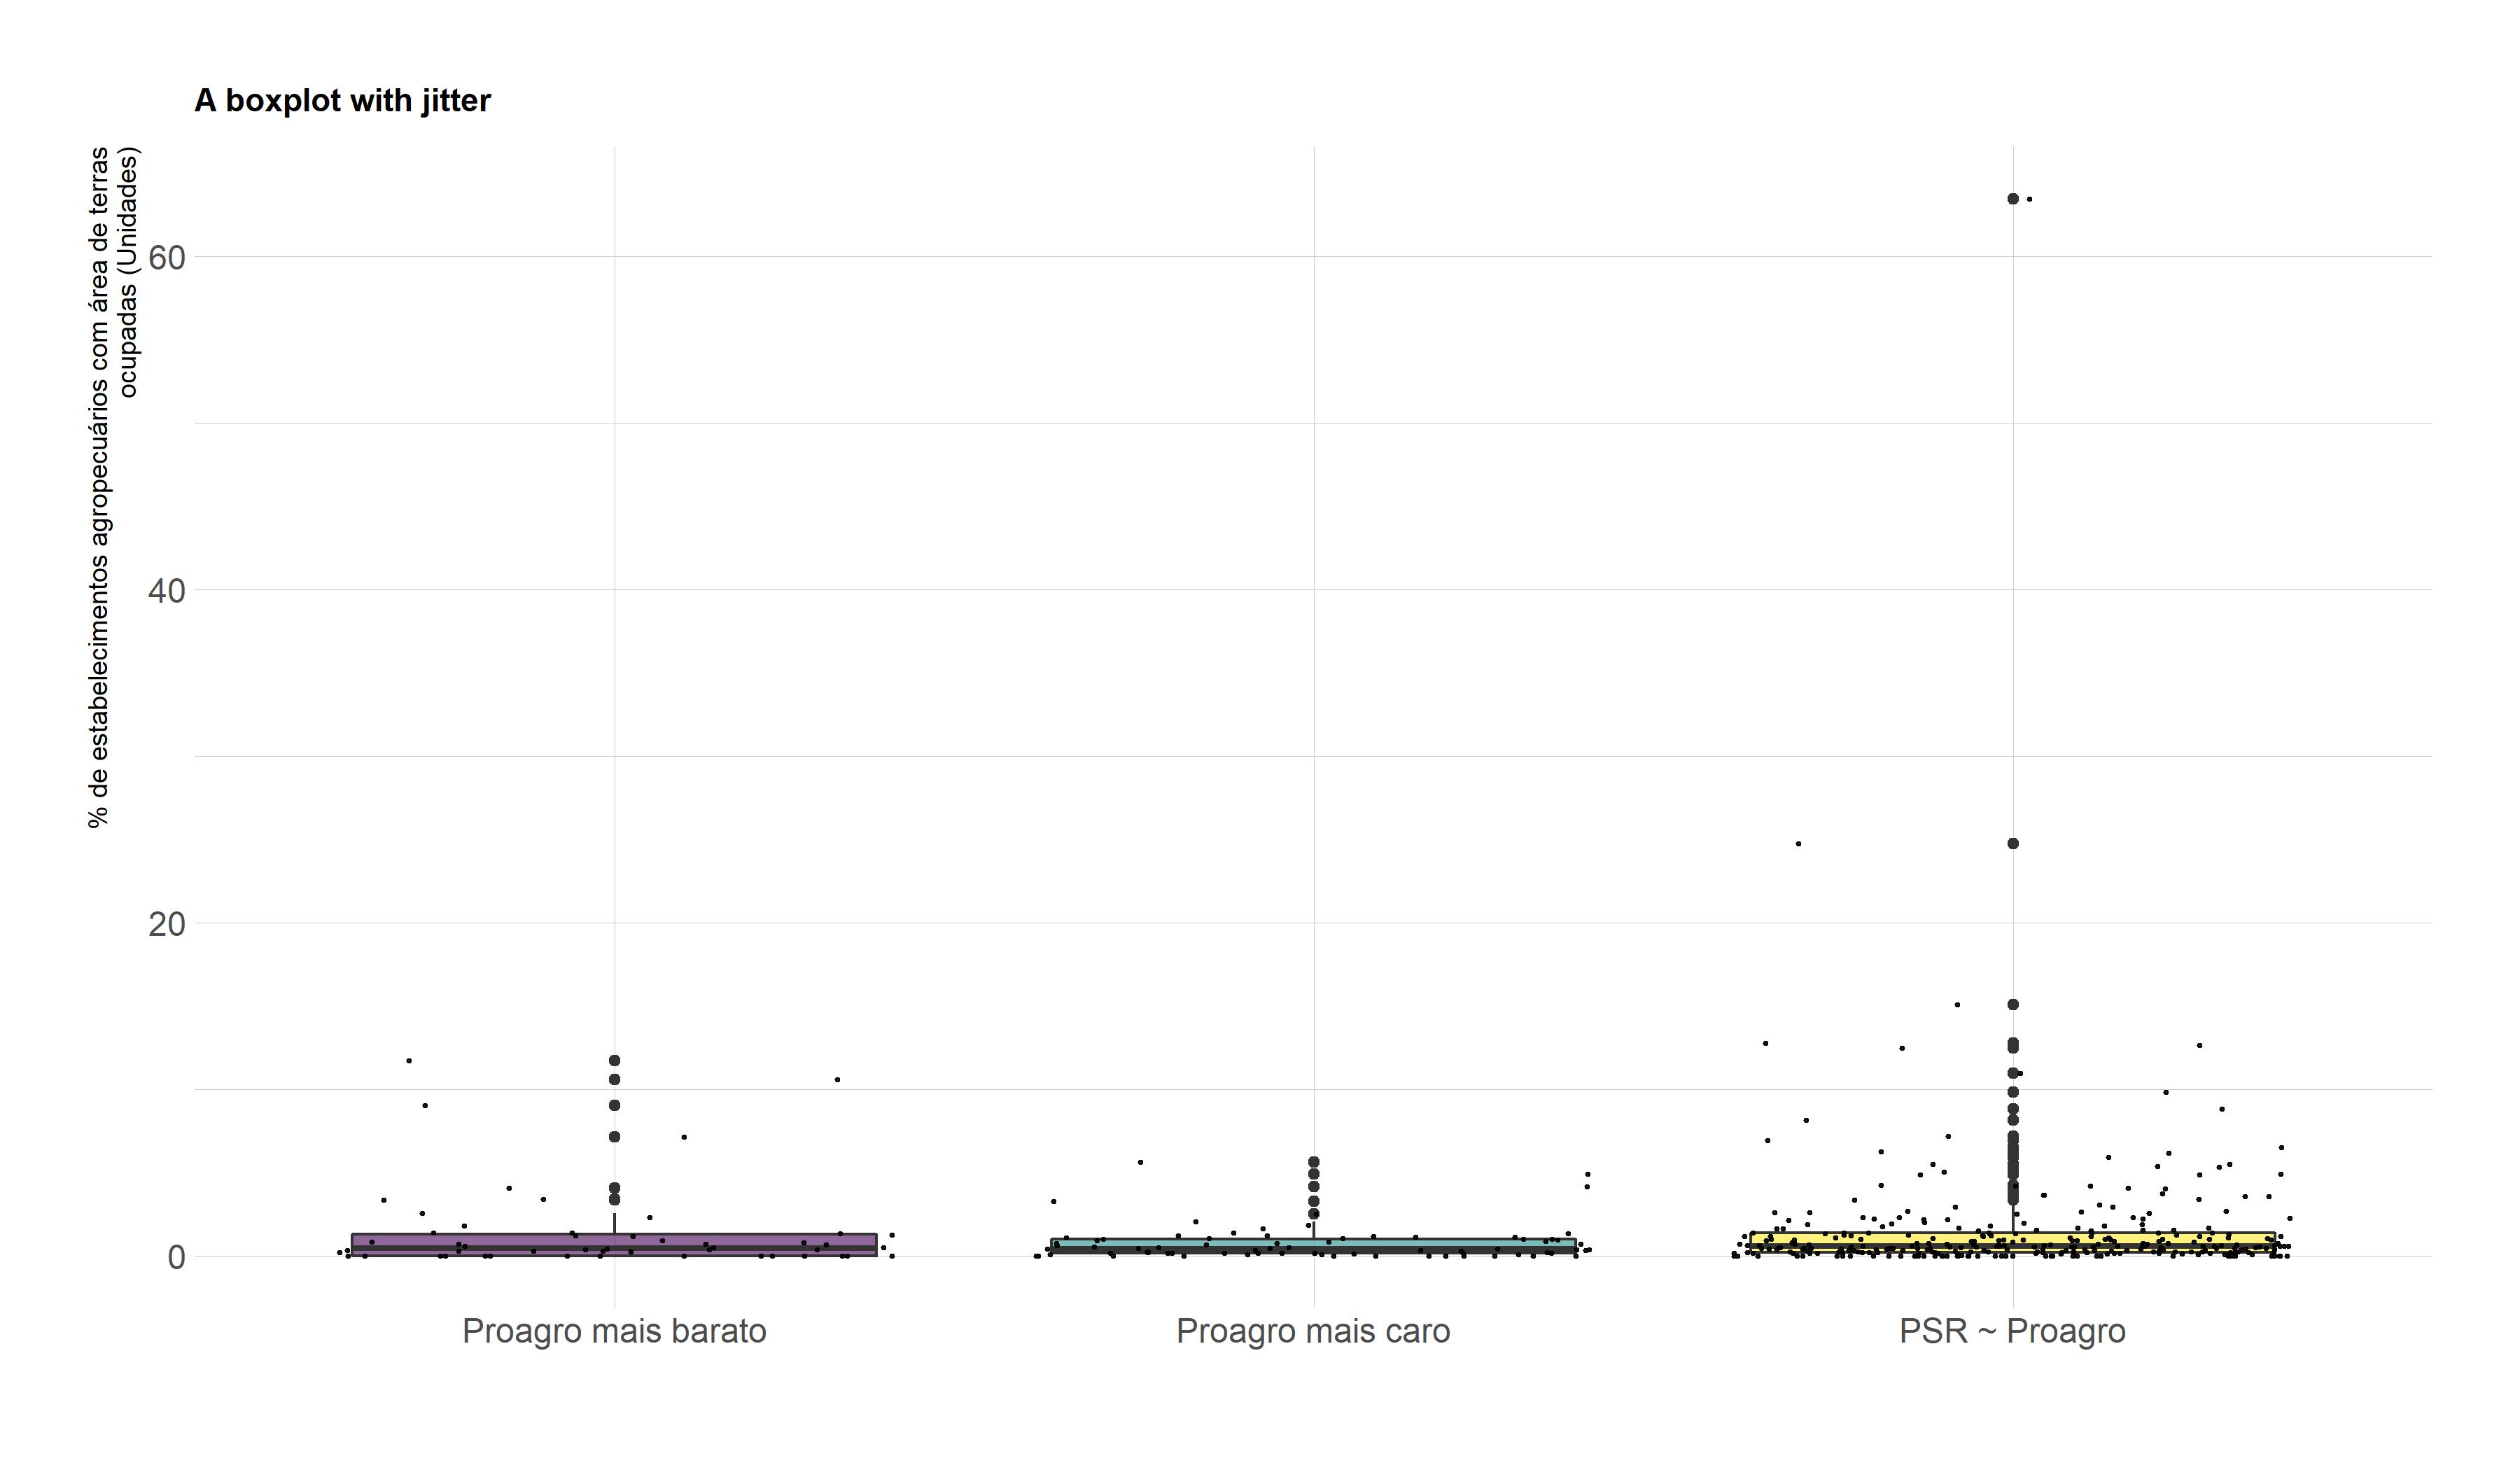 A boxplot with jitter
% de estabelecimentos agropecuários com área de terras
ocupadas (Unidades)
60
40
20
0
Proagro mais barato
Proagro mais caro
PSR ~ Proagro